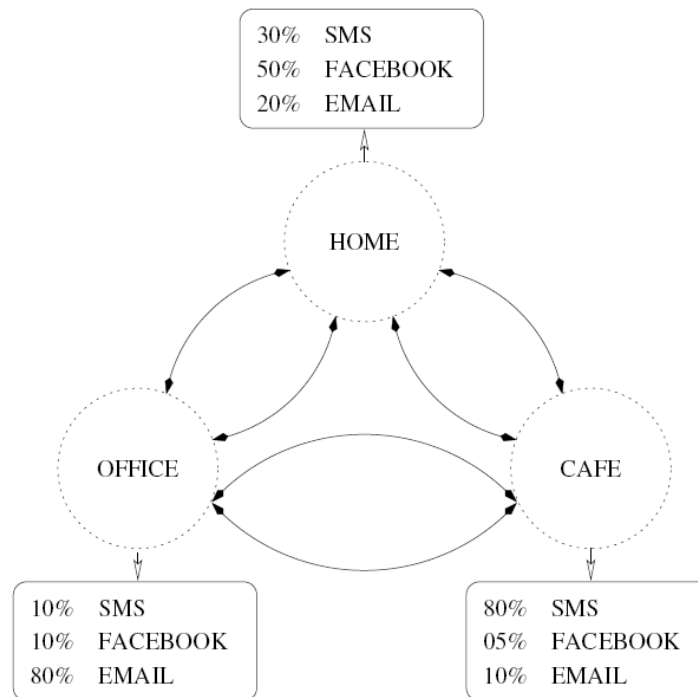 30% SMS
50% FACEBOOK
20% EMAIL
HOME
OFFICE
CAFE
10% SMS
10% FACEBOOK
80% EMAIL
80% SMS
05% FACEBOOK
10% EMAIL